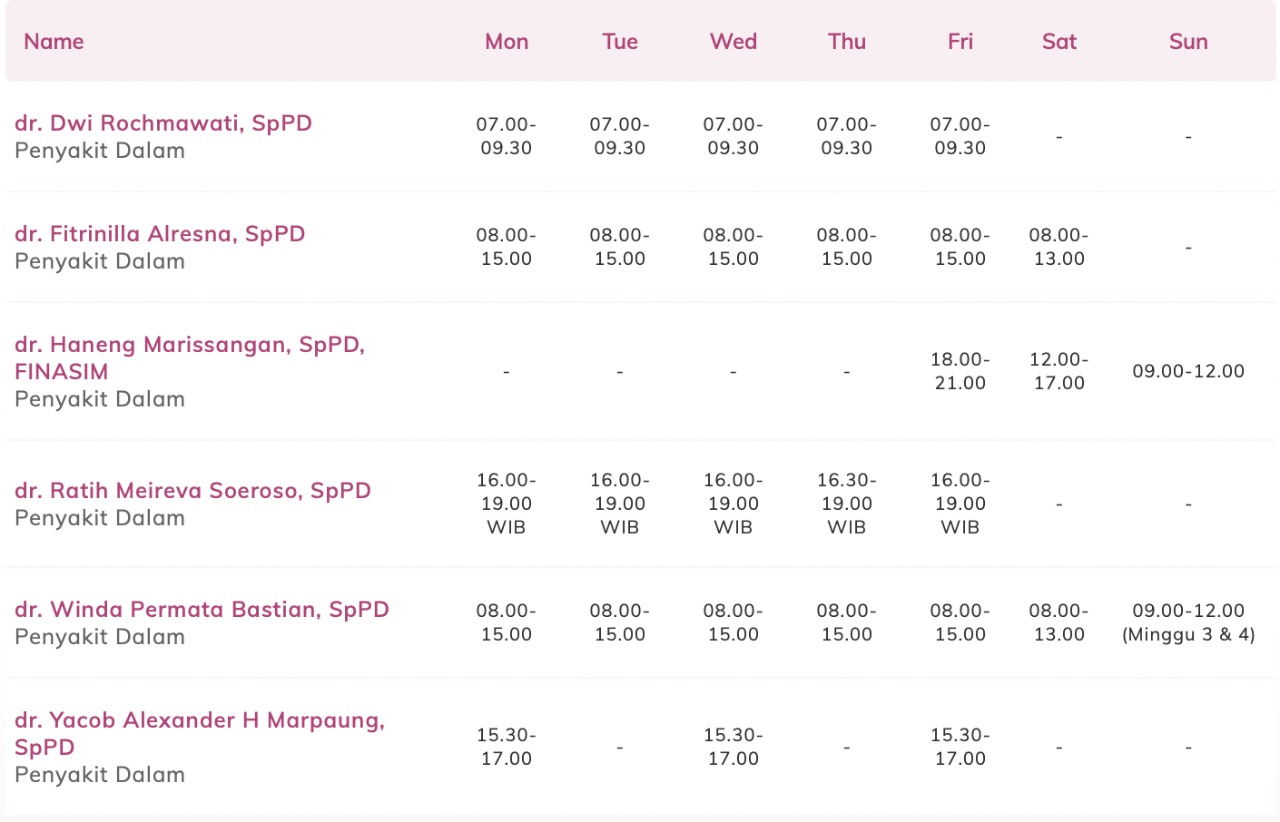 Name Mon Tue Wed Thu Fri Sat Sun
dr. Dwi Rochmawati, SpPD
Penyakit Dalam
07.00- 07.00- 07.00- 07.00- 07.00-
09.30 09.30 09.30 09.30 09.30 - -
dr. Fitrinilla Alresna, SpPD
Penyakit Dalam
08.00- 08.00- 08.00- 08.00- 08.00- 08.00-
15.00 15.00 15.00 15.00 15.00 13.00 -
dr. Haneng Marissangan, SpPD,
FINASIM
Penyakit Dalam
- - - - 18.00- 12.00- 09.00-12.00
21.00 17.00
dr. Ratih Meireva Soeroso, SpPD
Penyakit Dalam
16.00- 16.00- 16.00- 16.30- 16.00-
19.00 19.00 19.00 19.00 19.00 - -
WIB WIB WIB WIB WIB
dr. Winda Permata Bastian, SpPD
Penyakit Dalam
08.00- 08.00- 08.00- 08.00- 08.00- 08.00- 09.00-12.00
15.00 15.00 15.00 15.00 15.00 13.00 (Minggu 3 & 4)
dr. Yacob Alexander H Marpaung,
SpPD
Penyakit Dalam
15.30- - 15.30- - 15.30- - -
17.00 17.00 17.00